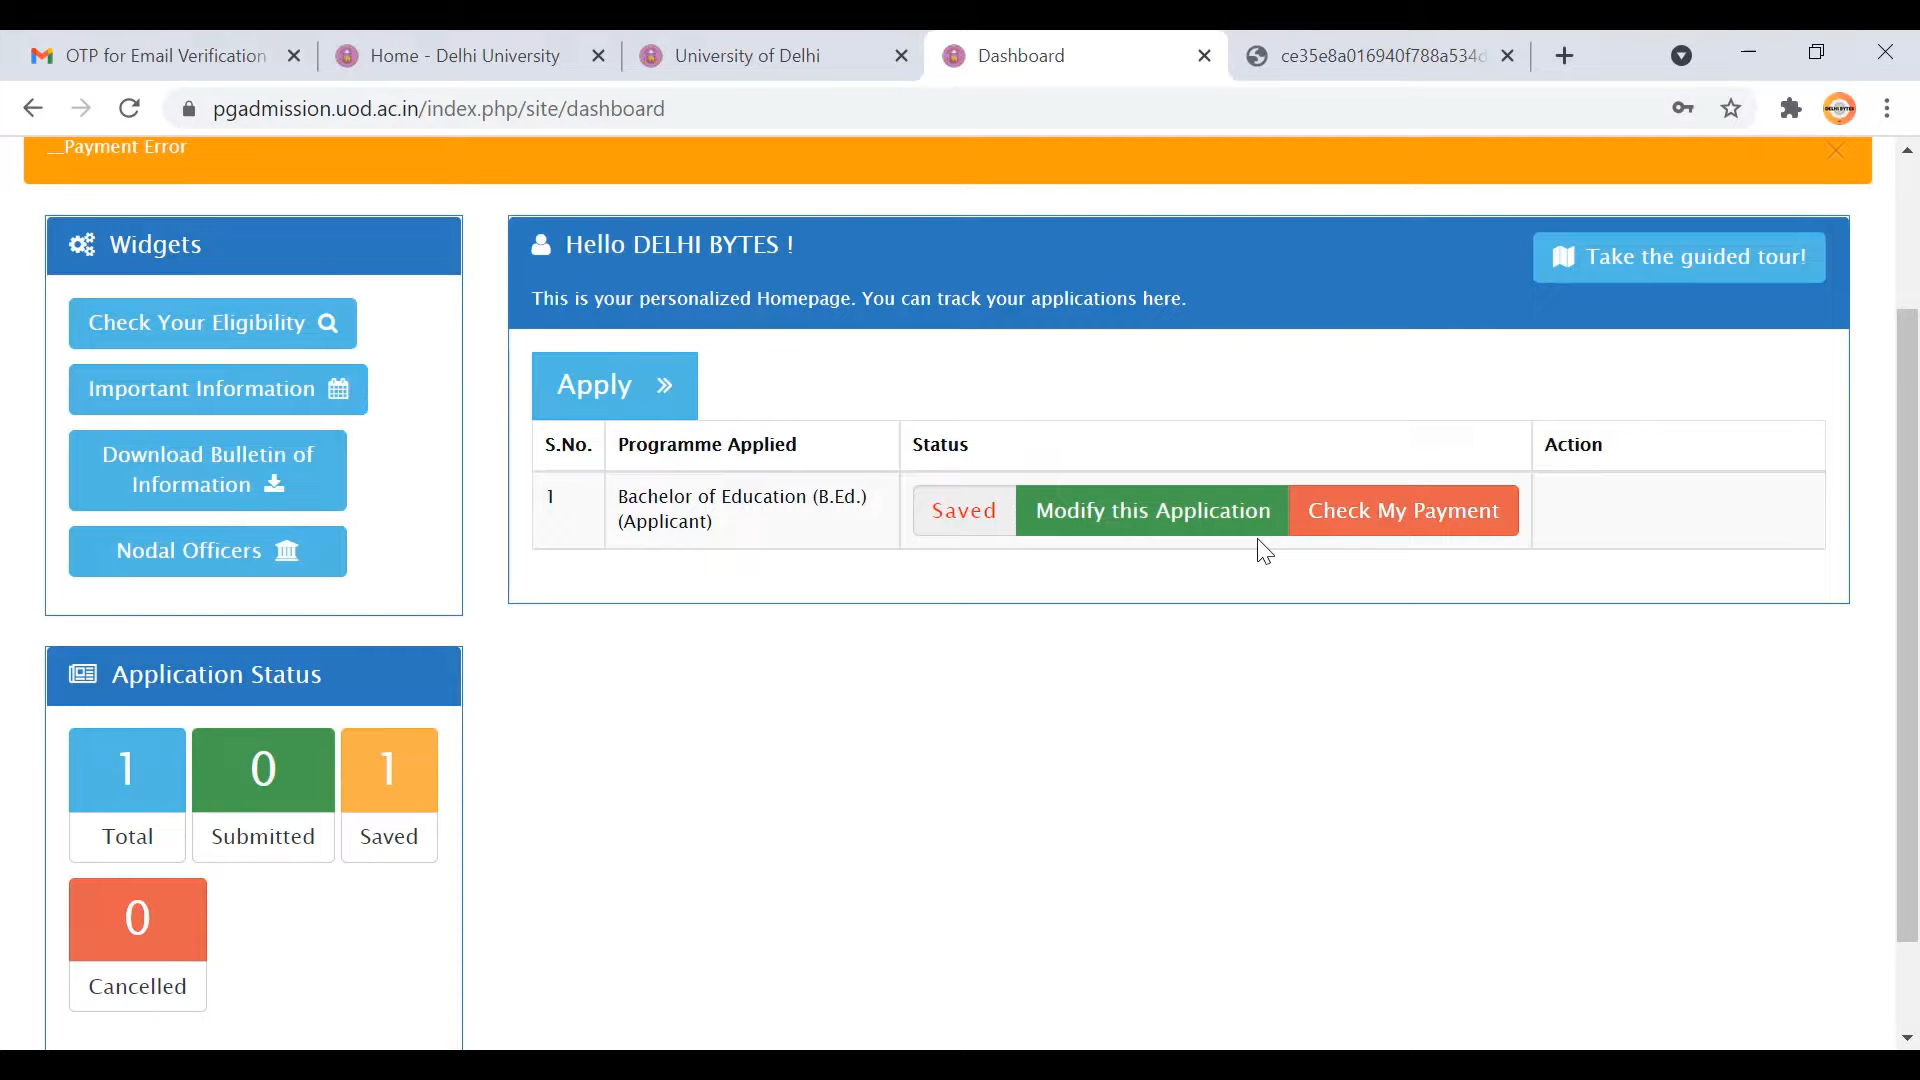 OTP for Email Verification
Home - Delhi University
University of Delhi
Dashboard
ce35e8a016940f788a534d
pgadmission.uod.ac.in/index.php/site/dashboard
__Payment Error
Widgets
Check Your Eligibility
Important Information
Download Bulletin of
Information
Nodal Officers
Hello DELHI BYTES !
Take the guided tour!
This is your personalized Homepage. You can track your applications here.
Apply »
S.No. Programme Applied Status Action
1 Bachelor of Education (B.Ed.)
(Applicant)
Saved Modify this Application Check My Payment
Application Status
1 0 1
Total Submitted Saved
0
Cancelled